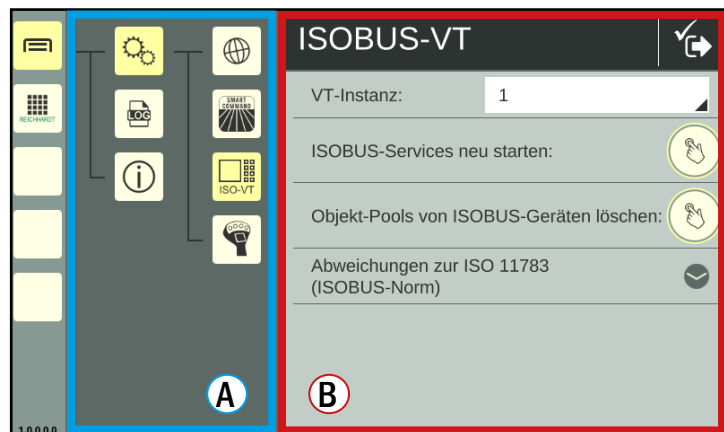 ISOBUS-VT
REICHHARDT
LOG
SMART
COMMAND
ISO-VT
VT-Instanz: 1
ISOBUS-Services neu starten:
Objekt-Pools von ISOBUS-Geräten löschen:
Abweichungen zur ISO 11783
(ISOBUS-Norm)
A
B